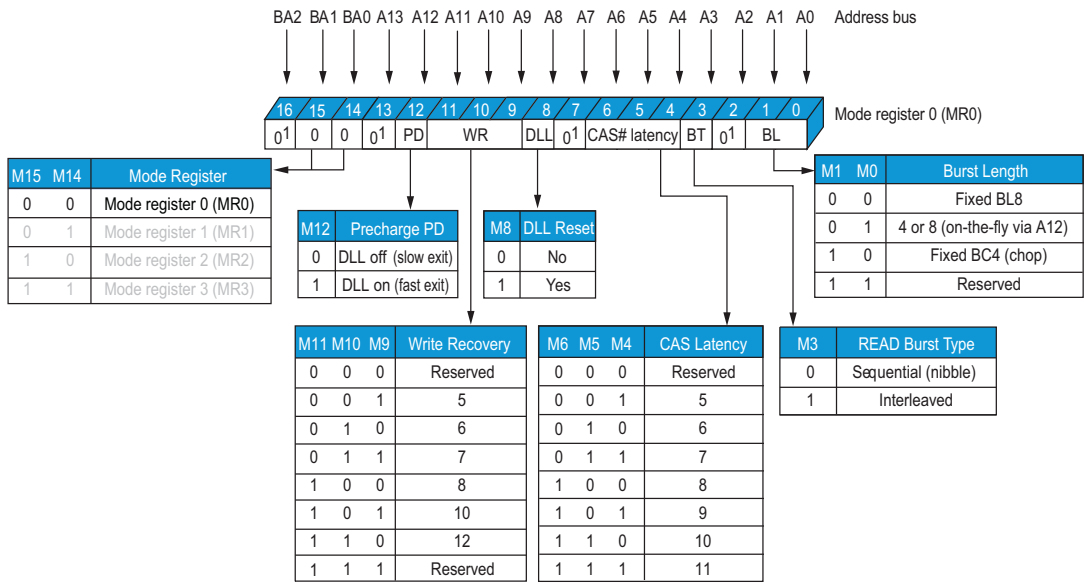 BA2 BA1 BA0 A13 A12 A11 A10 A9 A8 A7 A6 A5 A4 A3 A2 A1 A0 Address bus
16 15 14 13 12 11 10 9 8 7 6 5 4 3 2 1 0
Mode register 0 (MR0)
0¹ 0 0 0¹ PD WR DLL 0¹ CAS# latency BT 0¹ BL
M15 M14 Mode Register
0 0 Mode register 0 (MR0)
0 1 Mode register 1 (MR1)
1 0 Mode register 2 (MR2)
1 1 Mode register 3 (MR3)
M12 Precharge PD
0 DLL off (slow exit)
1 DLL on (fast exit)
M8 DLL Reset
0 No
1 Yes
M1 M0 Burst Length
0 0 Fixed BL8
0 1 4 or 8 (on-the-fly via A12)
1 0 Fixed BC4 (chop)
1 1 Reserved
M11 M10 M9 Write Recovery
0 0 0 Reserved
0 0 1 5
0 1 0 6
0 1 1 7
1 0 0 8
1 0 1 10
1 1 0 12
1 1 1 Reserved
M6 M5 M4 CAS Latency
0 0 0 Reserved
0 0 1 5
0 1 0 6
0 1 1 7
1 0 0 8
1 0 1 9
1 1 0 10
1 1 1 11
M3 READ Burst Type
0 Sequential (nibble)
1 Interleaved